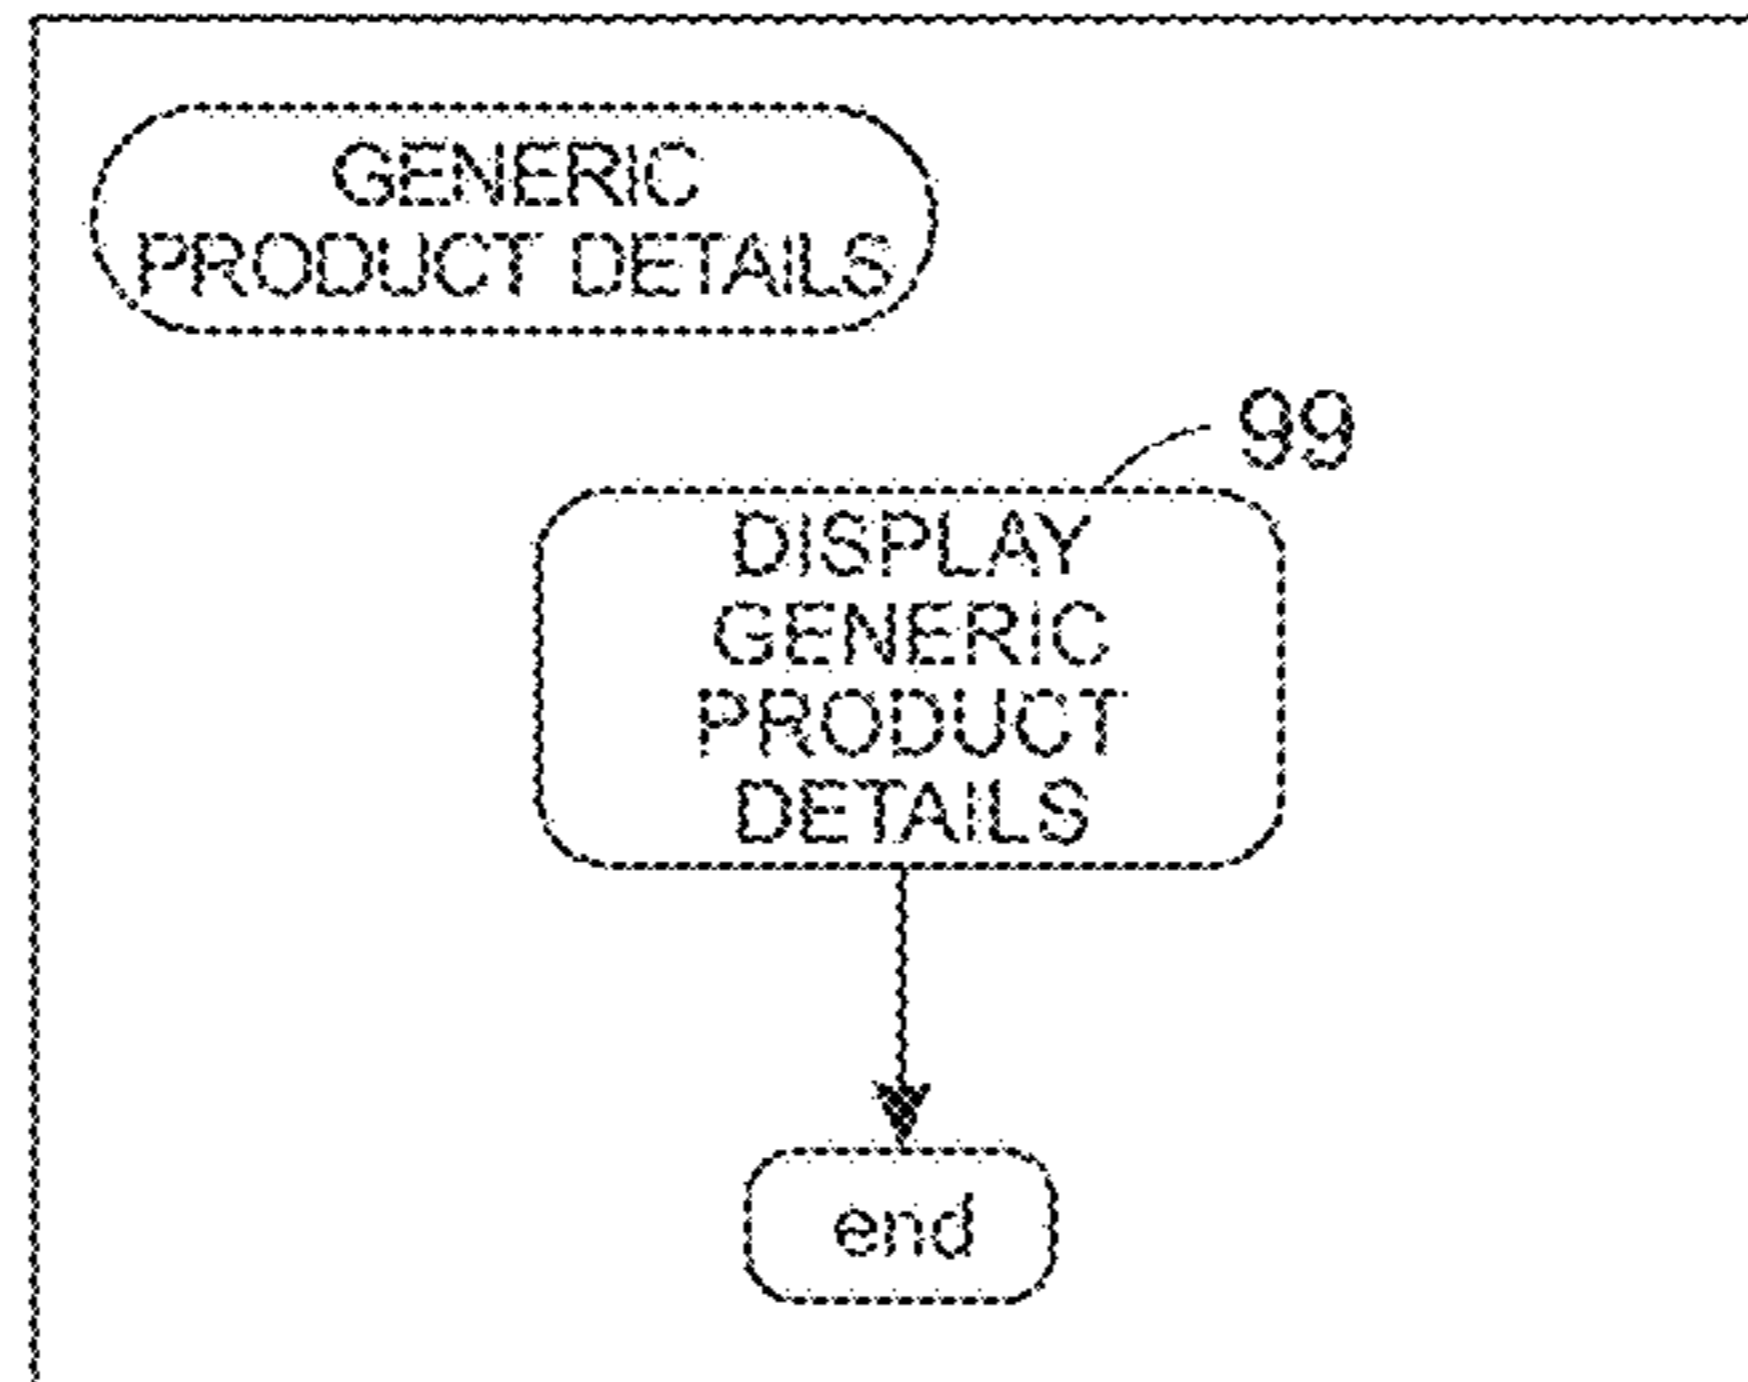 GENERIC
PRODUCT DETAILS
99
DISPLAY
GENERIC
PRODUCT
DETAILS
end